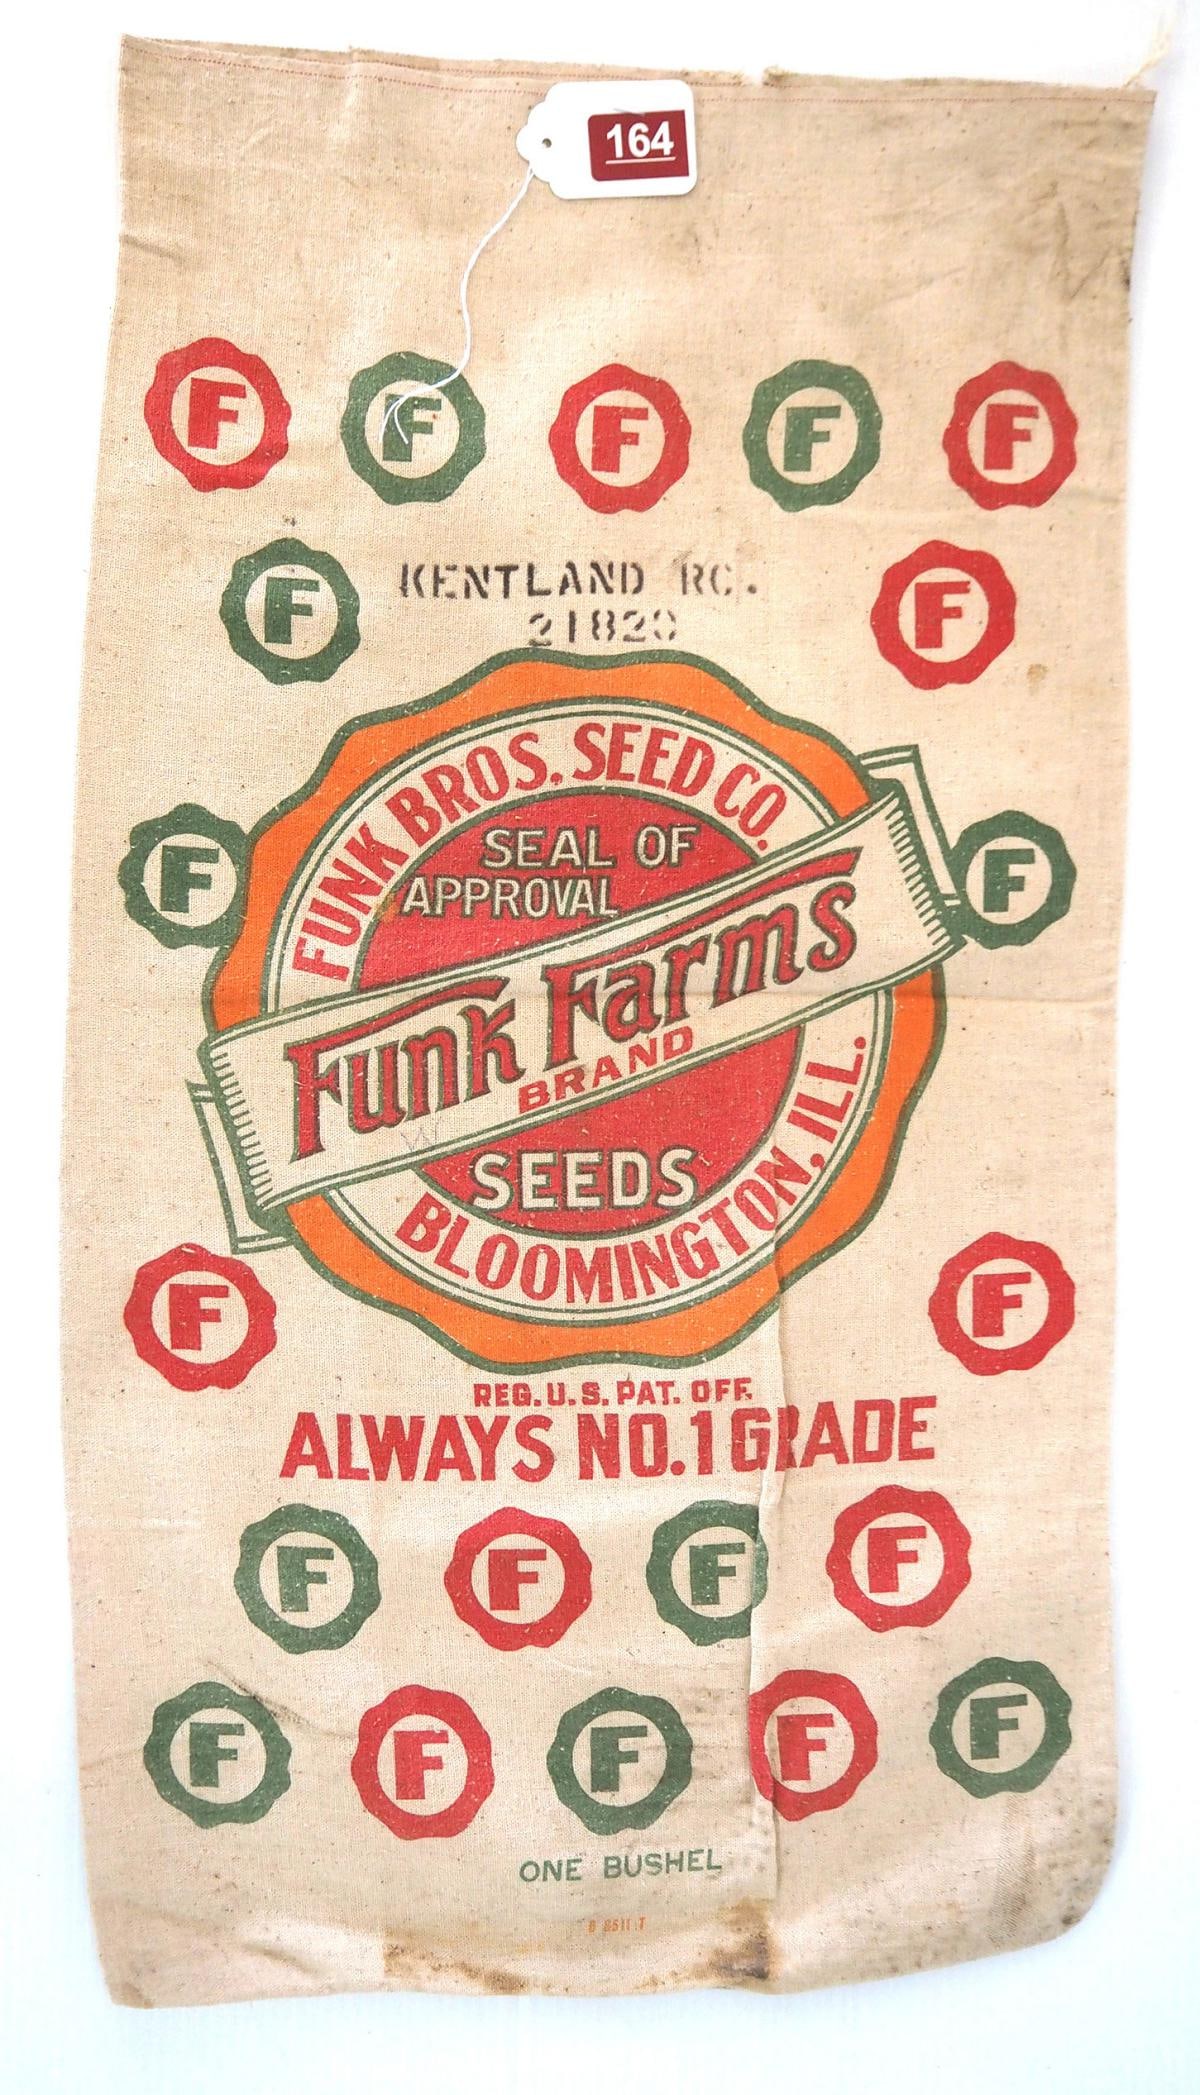 164
F F F F F
F KENTLAND RC. F
21820
FUNK BROS. SEED CO.
SEAL OF
APPROVAL
F F
Funk Farms
BRAND
SEEDS
BLOOMINGTON, ILL.
F F
REG. U.S. PAT. OFF.
ALWAYS NO. 1 GRADE
F F F F
F F F F F
ONE BUSHEL